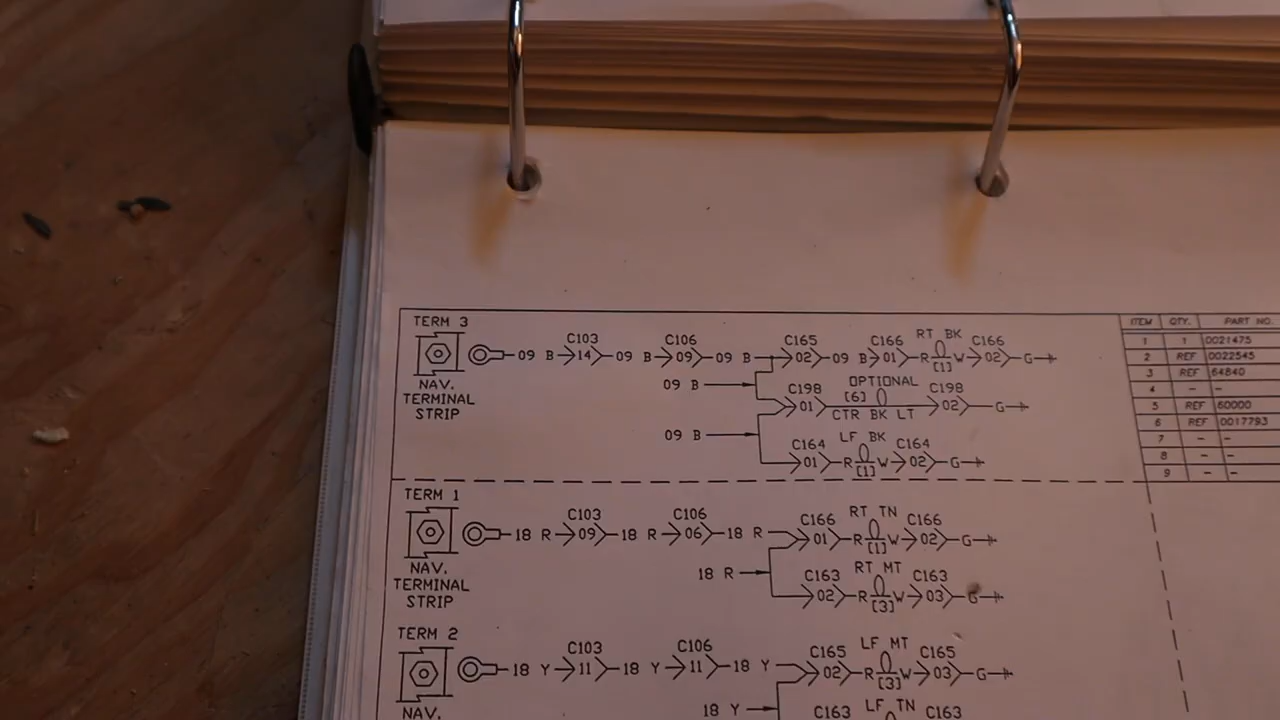 TERM 3
NAV.
TERMINAL
STRIP
C103 C106 C165 C166 RT BK C166
09 B 14 09 B 09 09 B 02 09 B 01 R [1] W 02 G
09 B
C198 OPTIONAL C198
01 [6] CTR BK LT 02 G
09 B
C164 LF BK C164
01 R [1] W 02 G
ITEM QTY. PART NO.
1 1 0021475
2 REF 0022545
3 REF 64840
4 - -
5 REF 60000
6 REF 0017793
7 - -
8 - -
9 - -
TERM 1
NAV.
TERMINAL
STRIP
C103 C106 C166 RT TN C166
18 R 09 18 R 06 18 R 01 R [1] W 02 G
18 R
C163 RT MT C163
02 R [3] W 03 G
TERM 2
NAV.
C103 C106 C165 LF MT C165
18 Y 11 18 Y 11 18 Y 02 R [3] W 03 G
18 Y
C163 LF TN C163